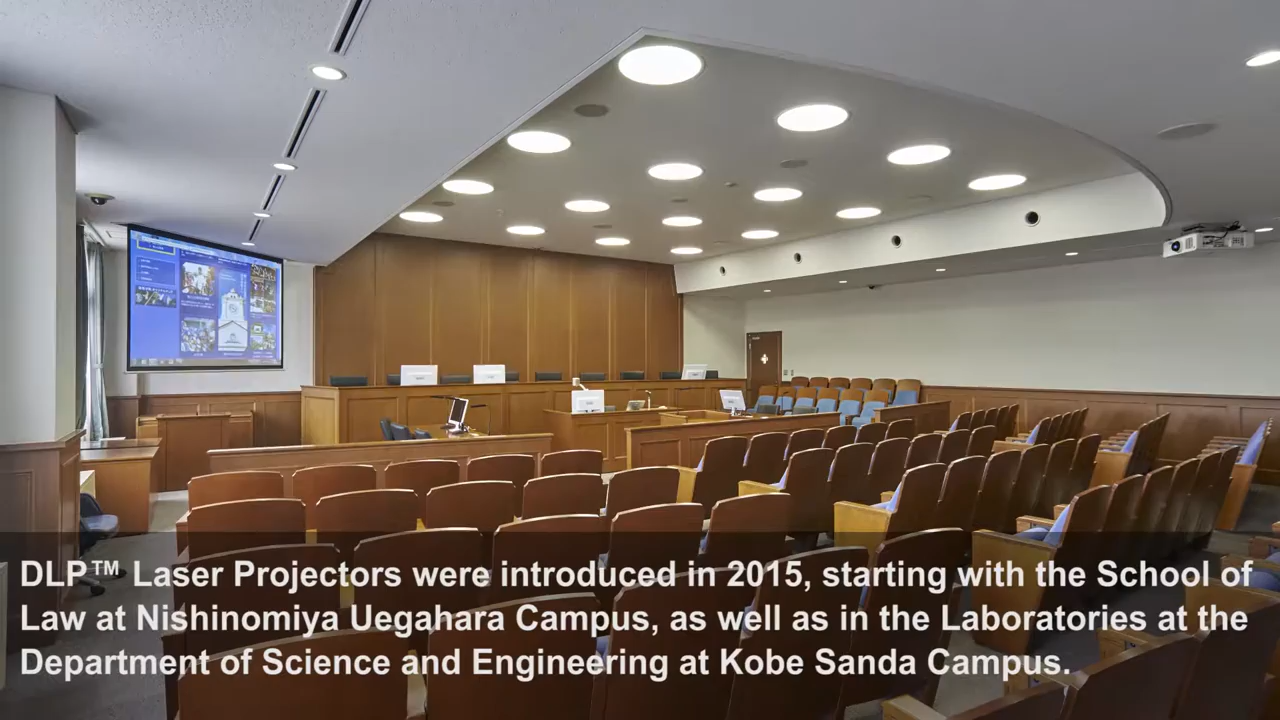 DLP™ Laser Projectors were introduced in 2015, starting with the School of
Law at Nishinomiya Uegahara Campus, as well as in the Laboratories at the
Department of Science and Engineering at Kobe Sanda Campus.